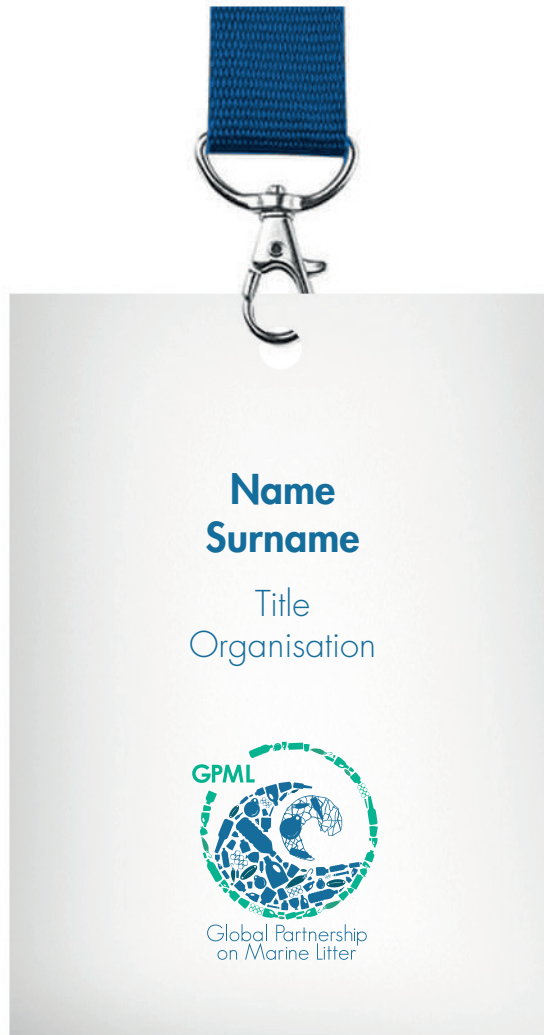 Name
Surname
Title
Organisation
GPML
Global Partnership
on Marine Litter